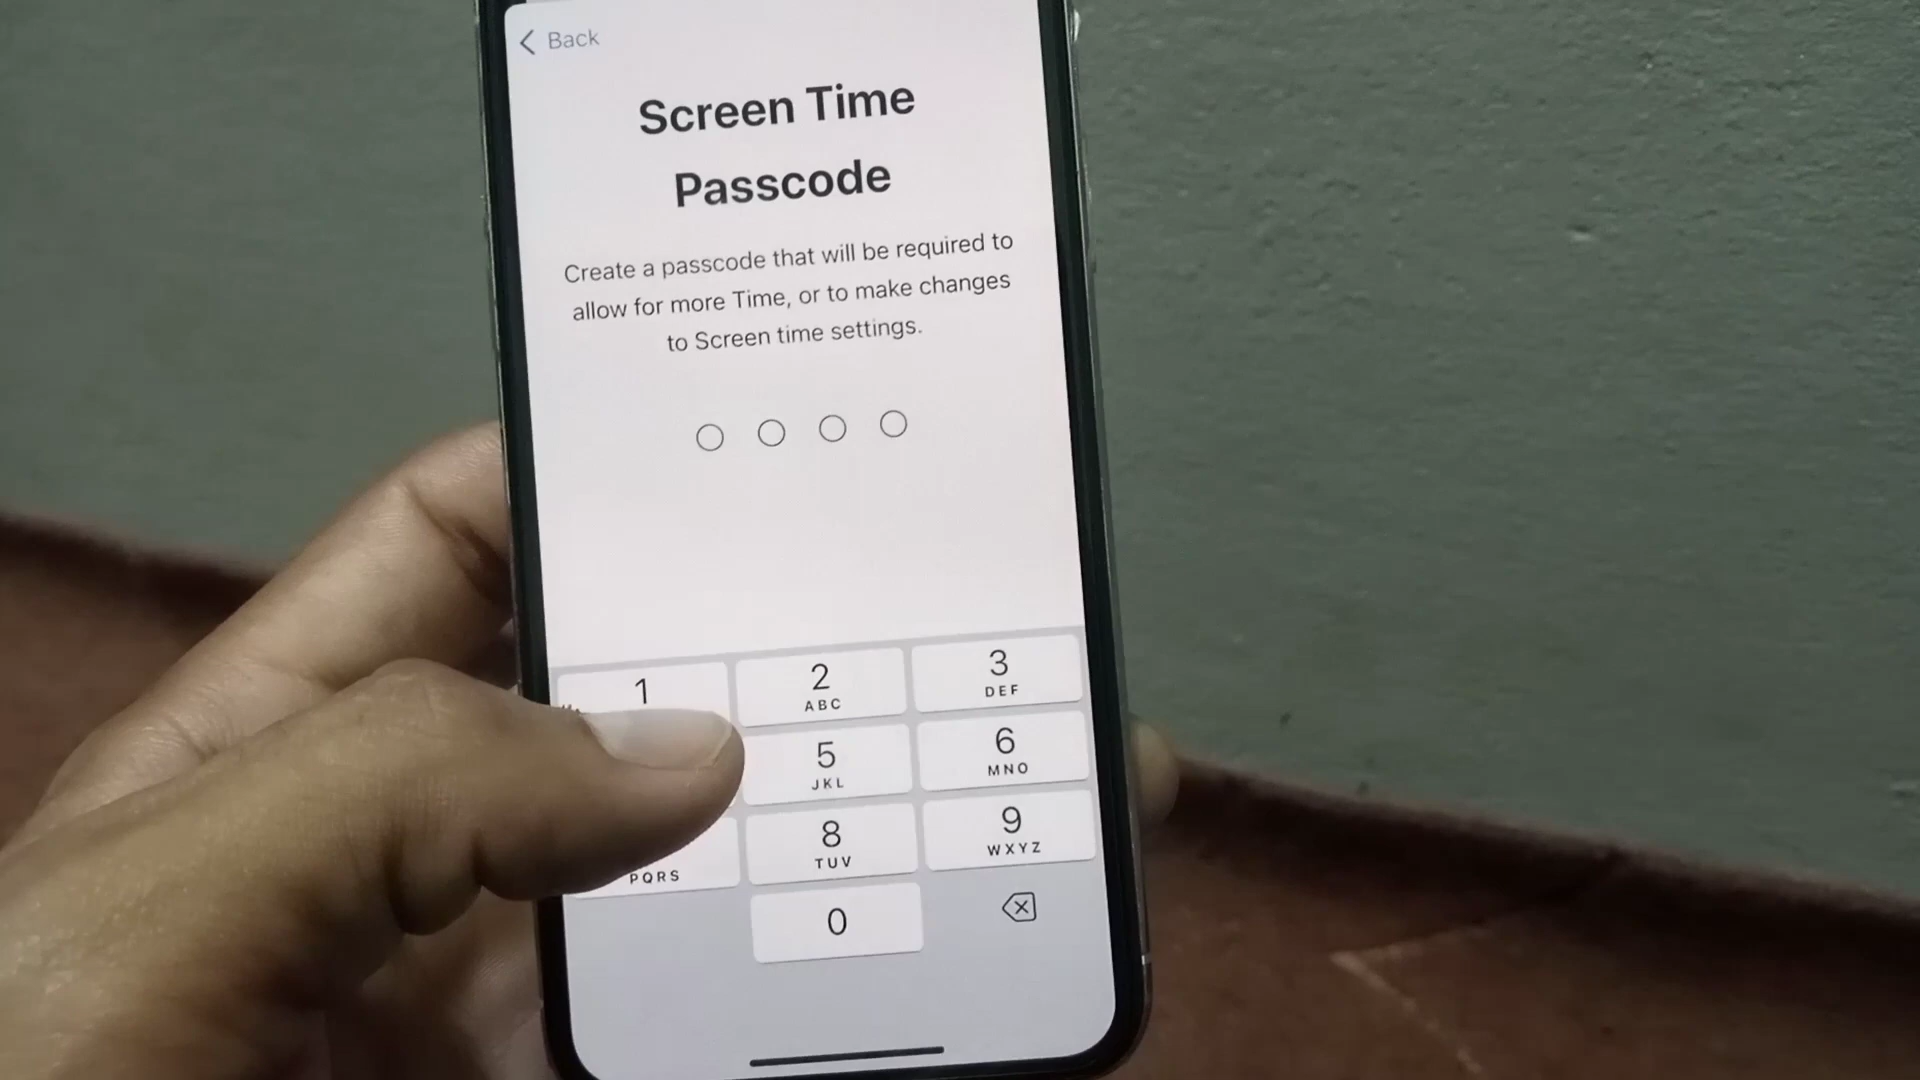 Back
Screen Time
Passcode
Create a passcode that will be required to
allow for more Time, or to make changes
to Screen time settings.
1
2
ABC
3
DEF
5
JKL
6
MNO
PQRS
8
TUV
9
WXYZ
0